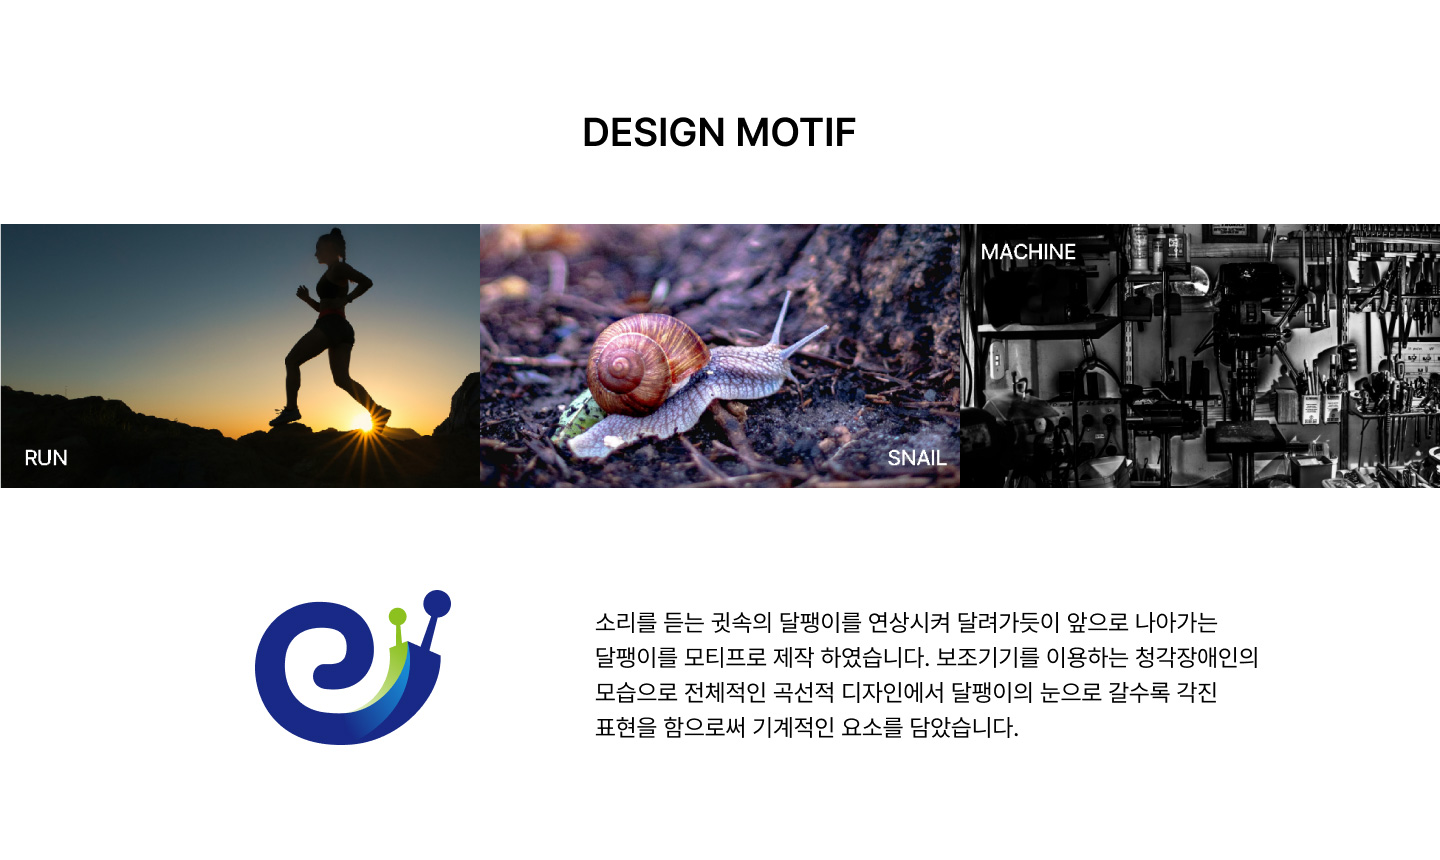 DESIGN MOTIF
RUN
SNAIL
MACHINE
소리를 듣는 귓속의 달팽이를 연상시켜 달려가듯이 앞으로 나아가는
달팽이를 모티프로 제작 하였습니다. 보조기기를 이용하는 청각장애인의
모습으로 전체적인 곡선적 디자인에서 달팽이의 눈으로 갈수록 각진
표현을 함으로써 기계적인 요소를 담았습니다.